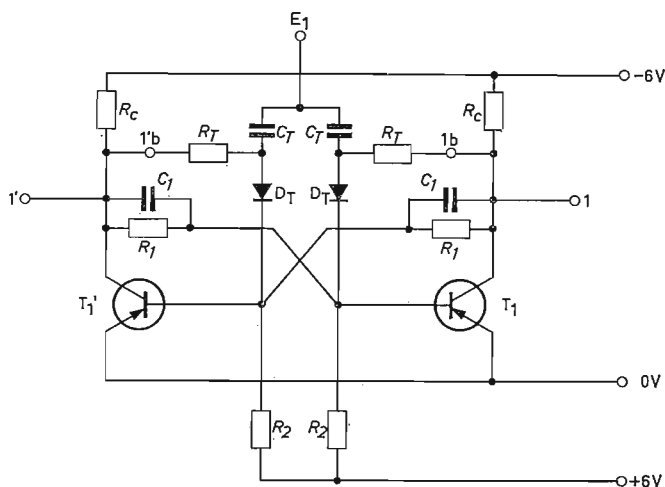 E1
-6V
Rc
Rc
CT
CT
1'b
RT
RT
1b
C1
DT
DT
C1
1'
1
R1
R1
T1'
T1
0V
R2
R2
+6V